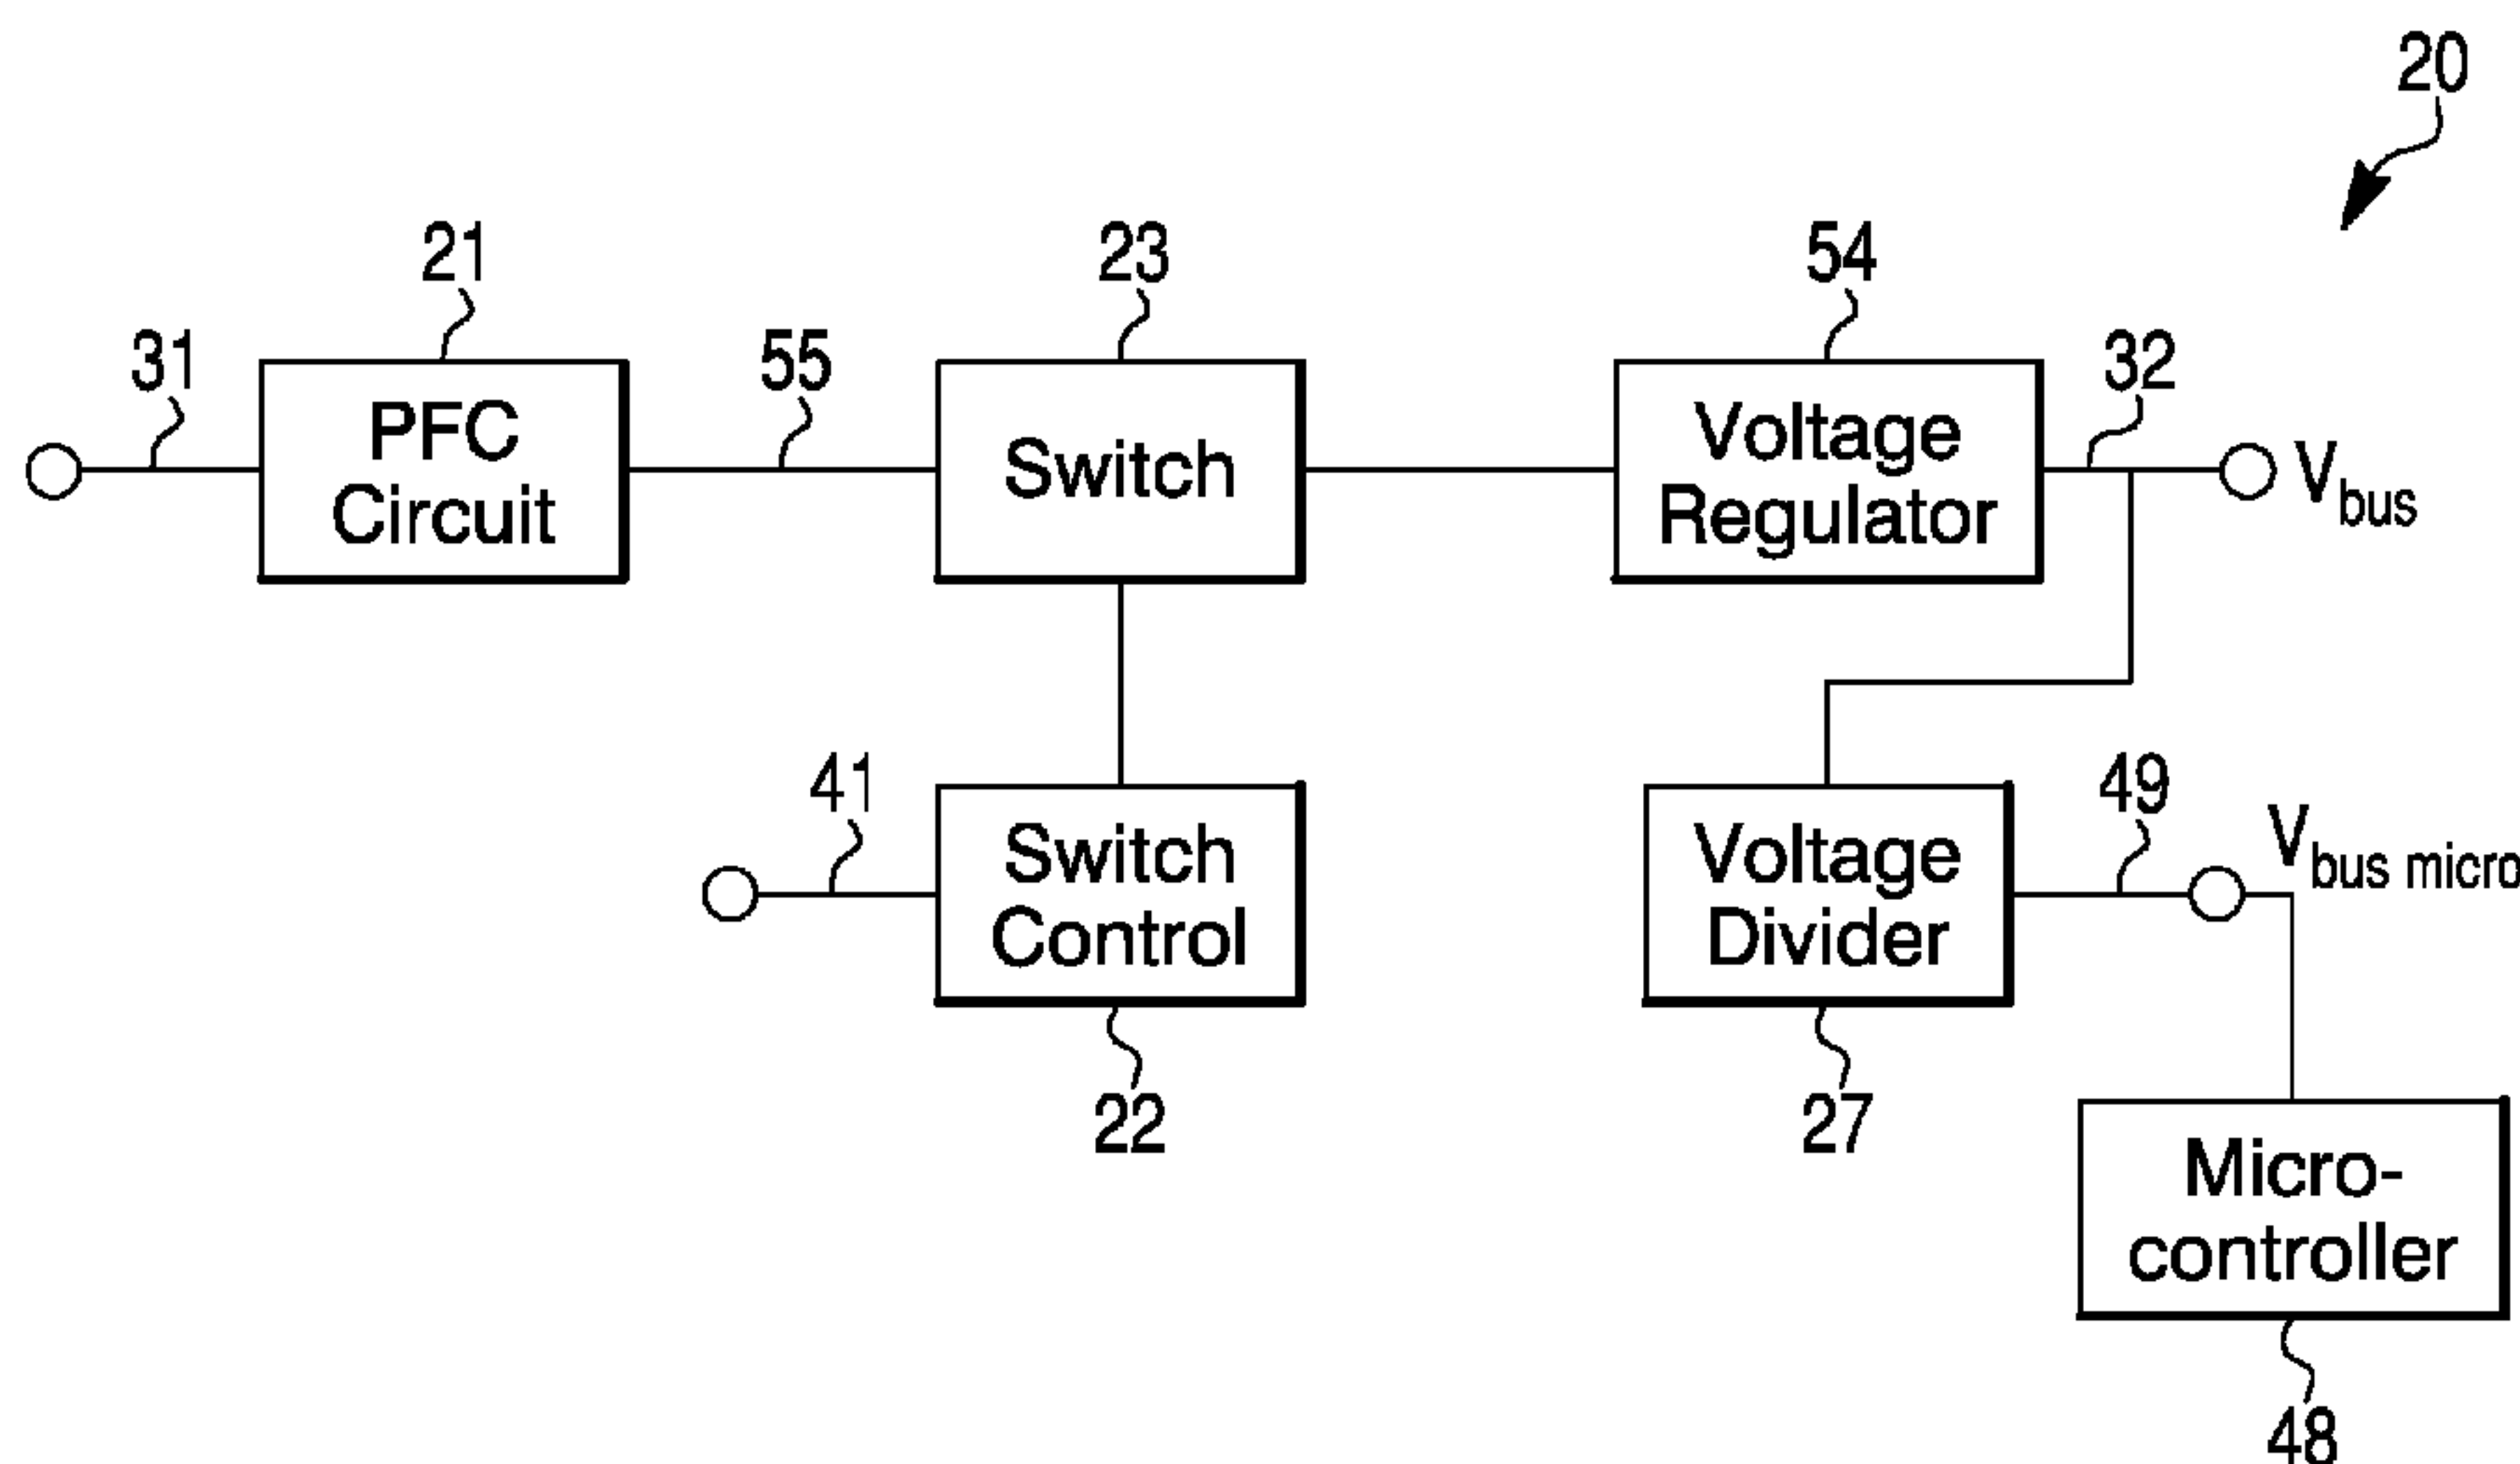 20
21
23
54
31
55
32
PFC
Circuit
Switch
Voltage
Regulator
Vbus
41
49
Switch
Control
Voltage
Divider
Vbus micro
22
27
Micro-
controller
48